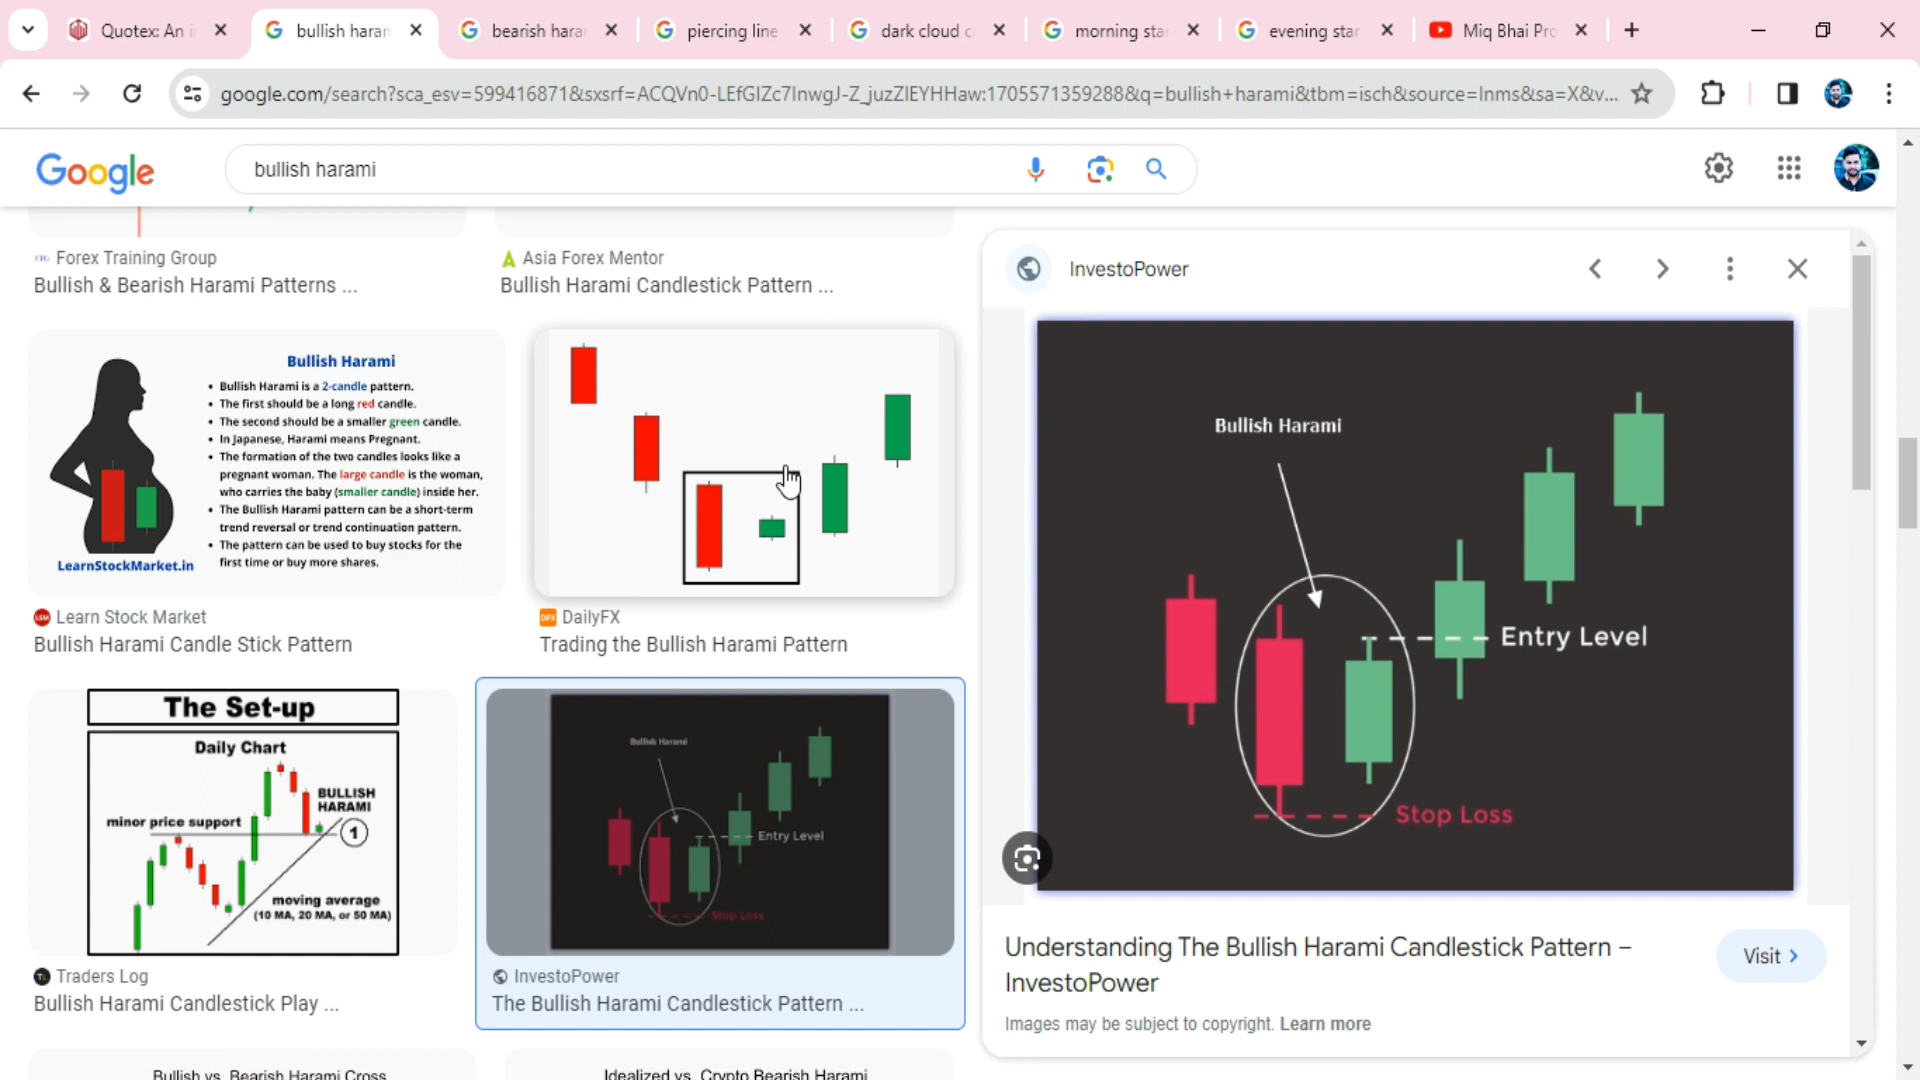 Quotex: An i
bullish haran
bearish hara
piercing line
dark cloud c
morning sta
evening star
Miq Bhai Pro
google.com/search?sca_esv=599416871&sxsrf=ACQVn0-LEfGIZc7InwgJ-Z_juzZlEYHHaw:1705571359288&q=bullish+harami&tbm=isch&source=lnms&sa=X&v...
Google
bullish harami
Forex Training Group
Bullish & Bearish Harami Patterns ...
Asia Forex Mentor
Bullish Harami Candlestick Pattern ...
Bullish Harami
• Bullish Harami is a 2-candle pattern.
• The first should be a long red candle.
• The second should be a smaller green candle.
• In Japanese, Harami means Pregnant.
• The formation of the two candles looks like a
pregnant woman. The large candle is the woman,
who carries the baby (smaller candle) inside her.
• The Bullish Harami pattern can be a short-term
trend reversal or trend continuation pattern.
• The pattern can be used to buy stocks for the
first time or buy more shares.
LearnStockMarket.in
Learn Stock Market
Bullish Harami Candle Stick Pattern
DFX DailyFX
Trading the Bullish Harami Pattern
The Set-up
Daily Chart
BULLISH
HARAMI
minor price support
1
moving average
(10 MA, 20 MA, or 50 MA)
Traders Log
Bullish Harami Candlestick Play ...
Bullish Harami
Entry Level
Stop Loss
InvestoPower
The Bullish Harami Candlestick Pattern ...
Bullish vs. Bearish Harami Cross
Idealized vs. Crypto Bearish Harami
InvestoPower
Bullish Harami
Entry Level
Stop Loss
Understanding The Bullish Harami Candlestick Pattern –
InvestoPower
Visit
Images may be subject to copyright. Learn more